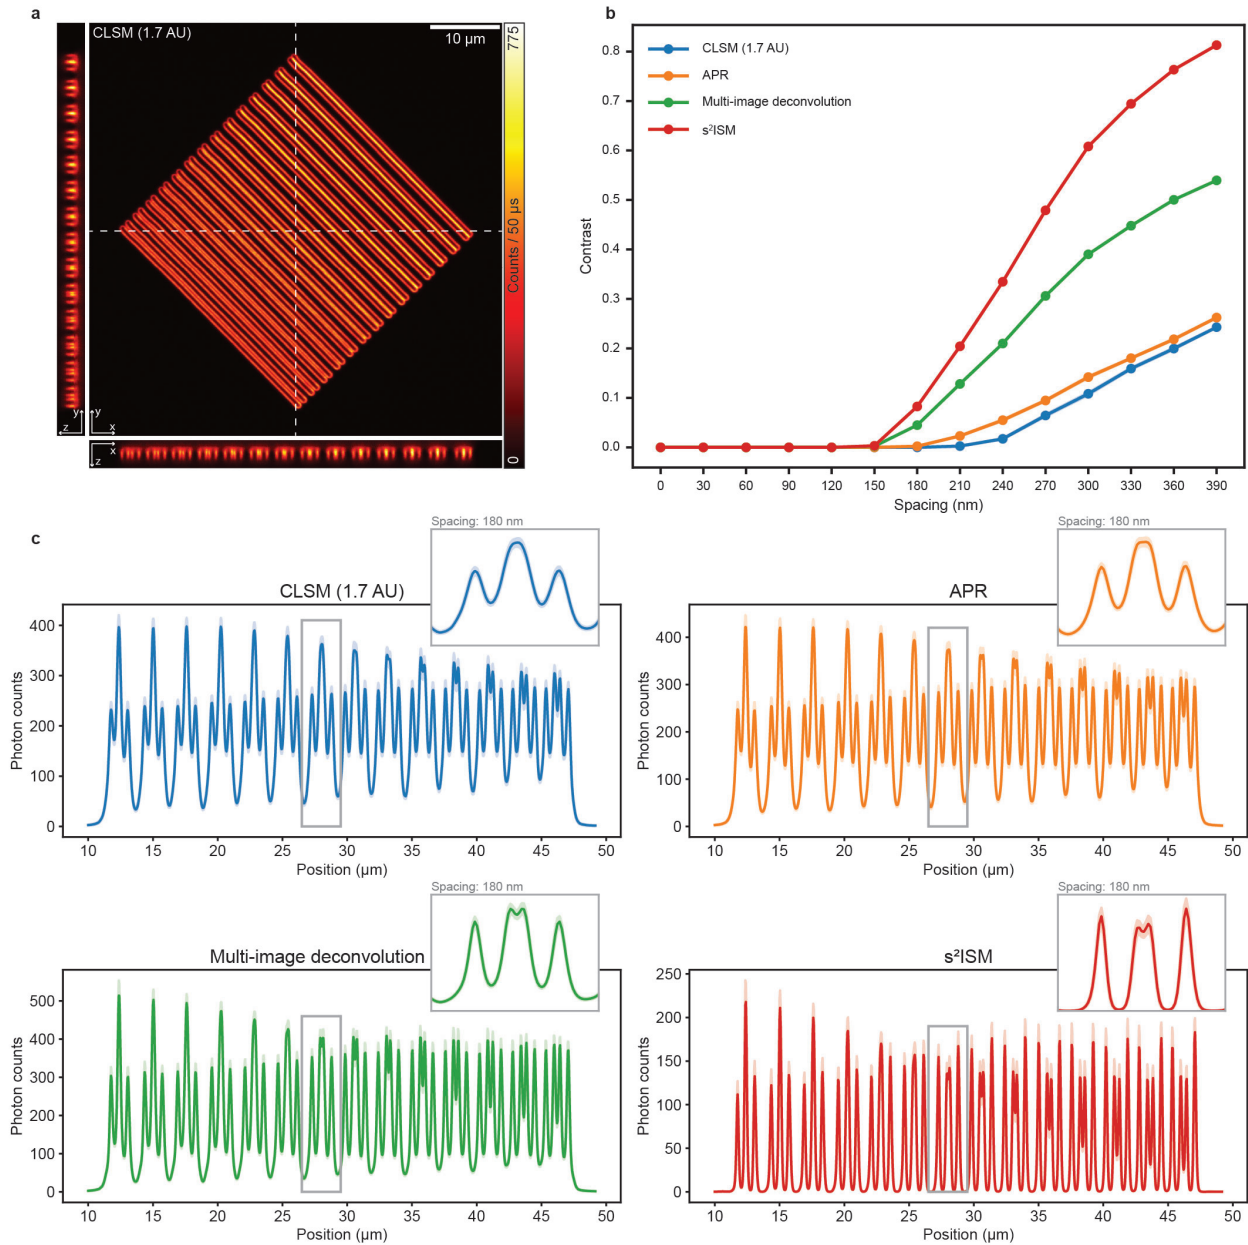 a
CLSM (1.7 AU)
10 µm
775
Counts / 50 µs
0
y
z
y
x
x
z
b
CLSM (1.7 AU)
APR
Multi-image deconvolution
s²ISM
Contrast
0.8
0.7
0.6
0.5
0.4
0.3
0.2
0.1
0.0
0 30 60 90 120 150 180 210 240 270 300 330 360 390
Spacing (nm)
c
CLSM (1.7 AU)
Spacing: 180 nm
Photon counts
400
300
200
100
0
10 15 20 25 30 35 40 45 50
Position (µm)
APR
Spacing: 180 nm
Photon counts
400
300
200
100
0
10 15 20 25 30 35 40 45 50
Position (µm)
Multi-image deconvolution
Spacing: 180 nm
Photon counts
500
400
300
200
100
0
10 15 20 25 30 35 40 45 50
Position (µm)
s²ISM
Spacing: 180 nm
Photon counts
250
200
150
100
50
0
10 15 20 25 30 35 40 45 50
Position (µm)